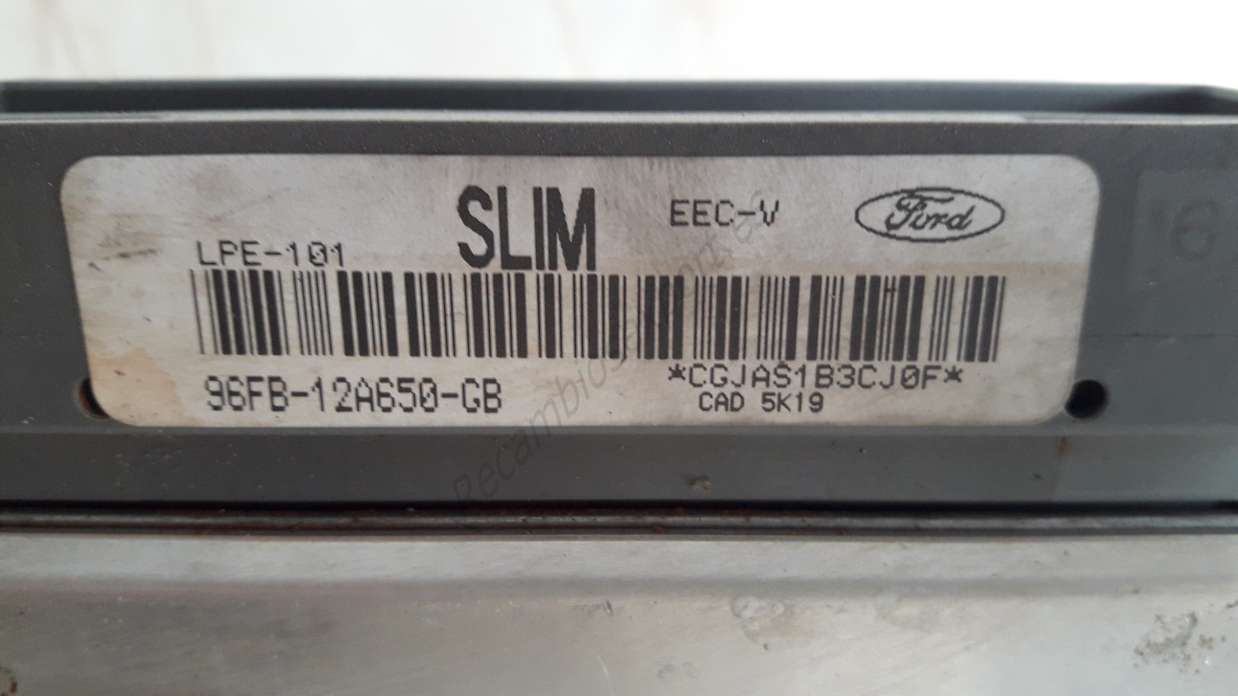 SLIM EEC-V Ford
LPE-101
*CGJAS1B3CJ0F*
96FB-12A650-GB
CAD 5K19